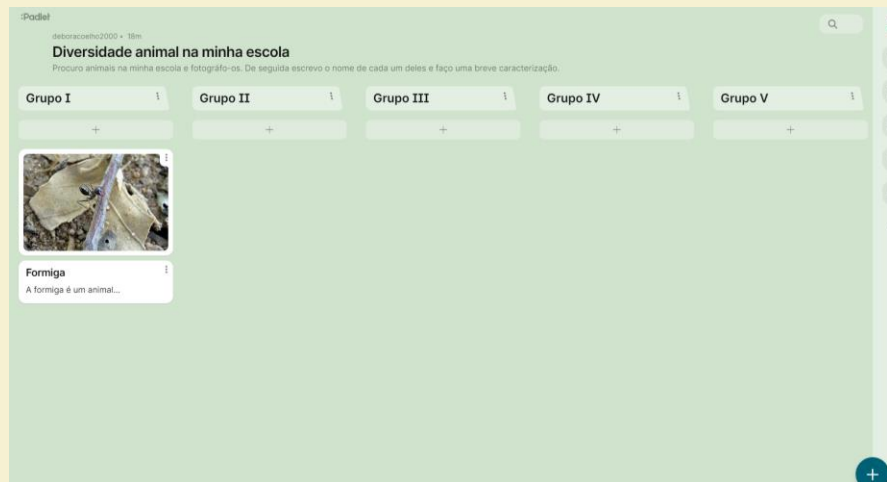 :Padlet
deboracoelho2000 • 18m
Diversidade animal na minha escola
Procuro animais na minha escola e fotografo-os. De seguida escrevo o nome de cada um deles e faço uma breve caracterização.
Grupo I
Grupo II
Grupo III
Grupo IV
Grupo V
Formiga
A formiga é um animal...